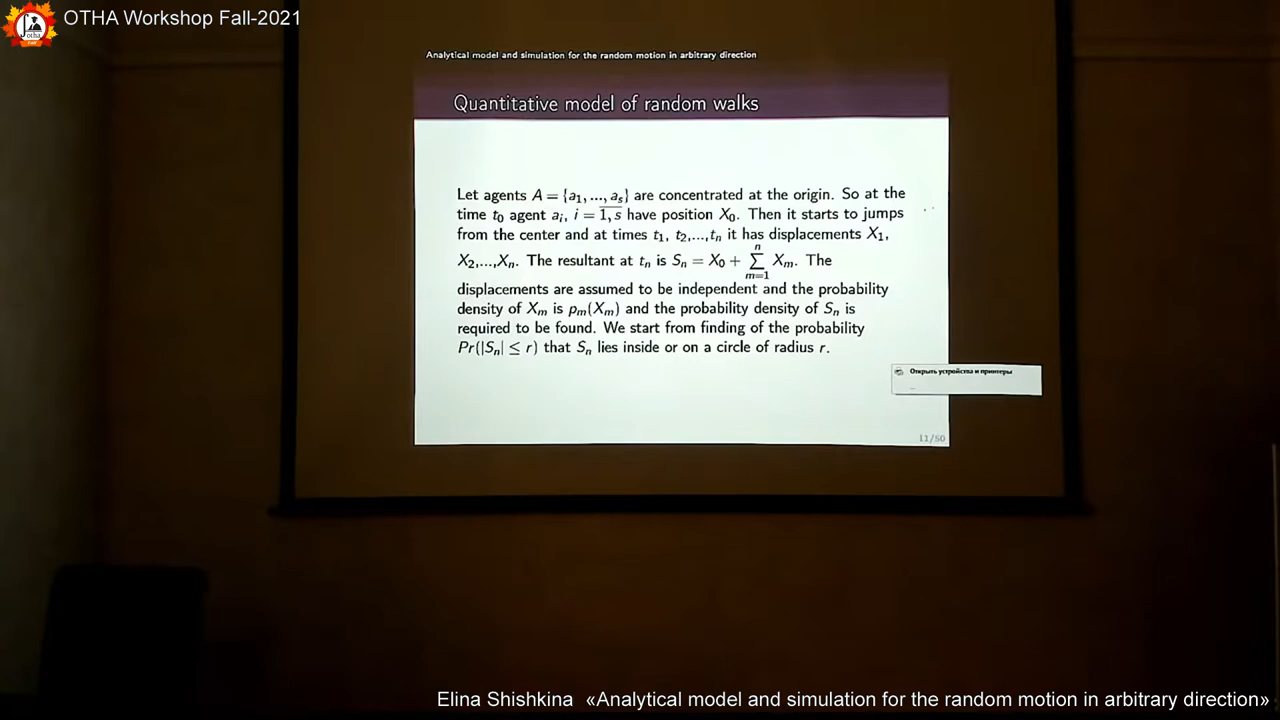 OTHA Workshop Fall-2021
Analytical model and simulation for the random motion in arbitrary direction
Quantitative model of random walks
Let agents A = {a₁, ..., aₛ} are concentrated at the origin. So at the
time t₀ agent aᵢ, i = 1, s have position X₀. Then it starts to jumps
from the center and at times t₁, t₂,...,tₙ it has displacements X₁,
X₂,...,Xₙ. The resultant at tₙ is Sₙ = X₀ + ∑ₘ₌₁ⁿ Xₘ. The
displacements are assumed to be independent and the probability
density of Xₘ is pₘ(Xₘ) and the probability density of Sₙ is
required to be found. We start from finding of the probability
Pr(|Sₙ| ≤ r) that Sₙ lies inside or on a circle of radius r.
Открыть устройства и принтеры
11/50
Elina Shishkina «Analytical model and simulation for the random motion in arbitrary direction»